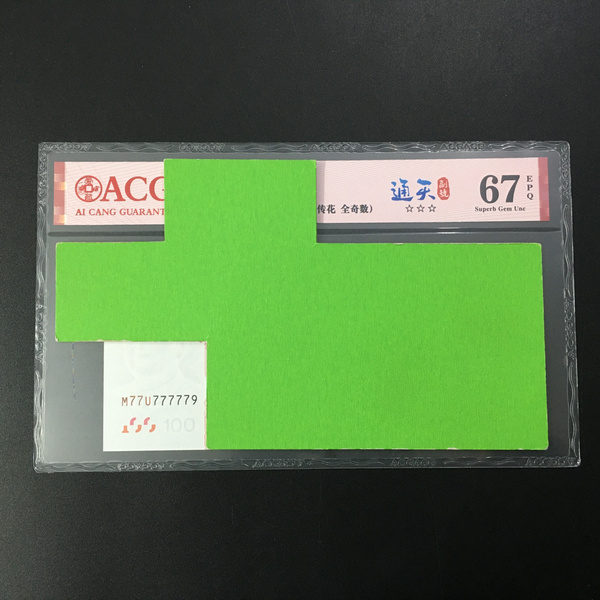 ACG
AI CANG GUARANT
传花 全奇数)
通天
☆☆☆
67
EPQ
Superb Gem Unc
M77U777779
100